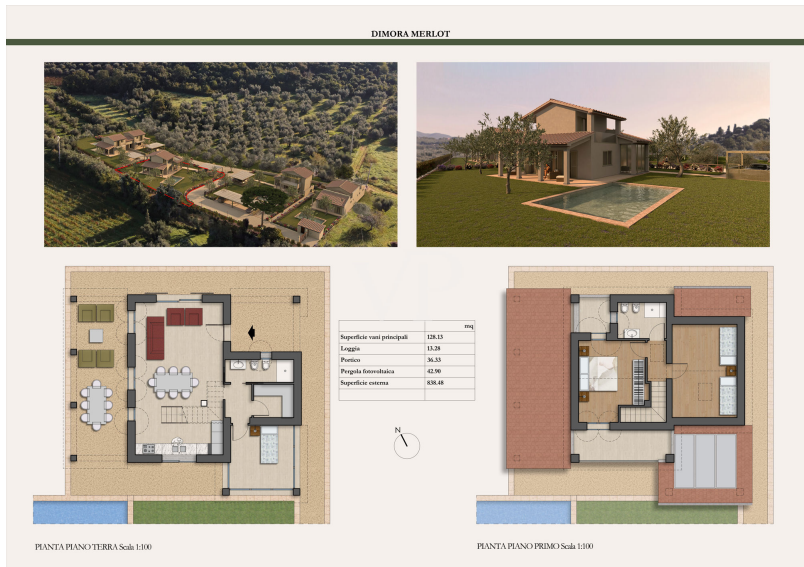 DIMORA MERLOT
mq
Superficie vani principali 128.13
Loggia 13.28
Portico 36.33
Pergola fotovoltaica 42.90
Superficie esterna 838.48
N
PIANTA PIANO TERRA Scala 1:100
PIANTA PIANO PRIMO Scala 1:100